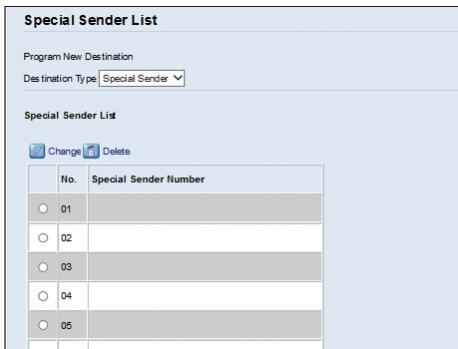 Special Sender List
Program New Destination
Destination Type Special Sender
Special Sender List
Change Delete
No. Special Sender Number
01
02
03
04
05